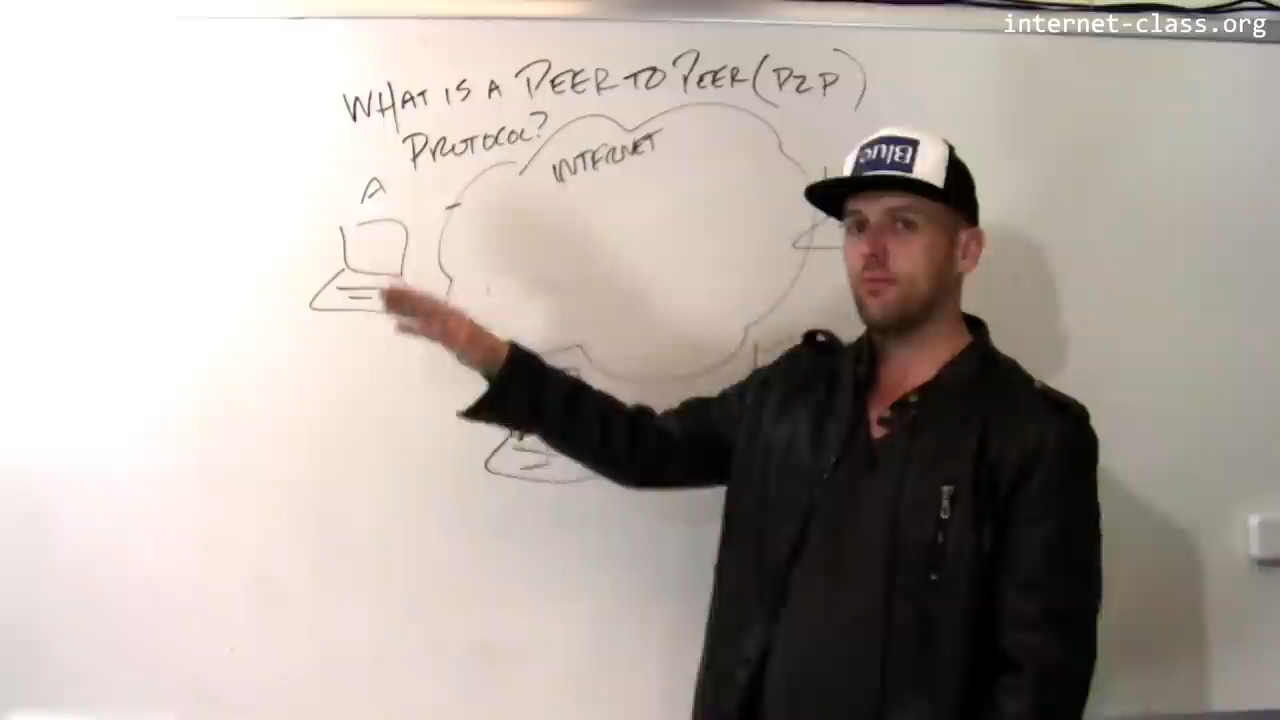 internet-class.org
WHAT IS A PEER TO PEER (P2P)
PROTOCOL?
INTERNET
A
Blue